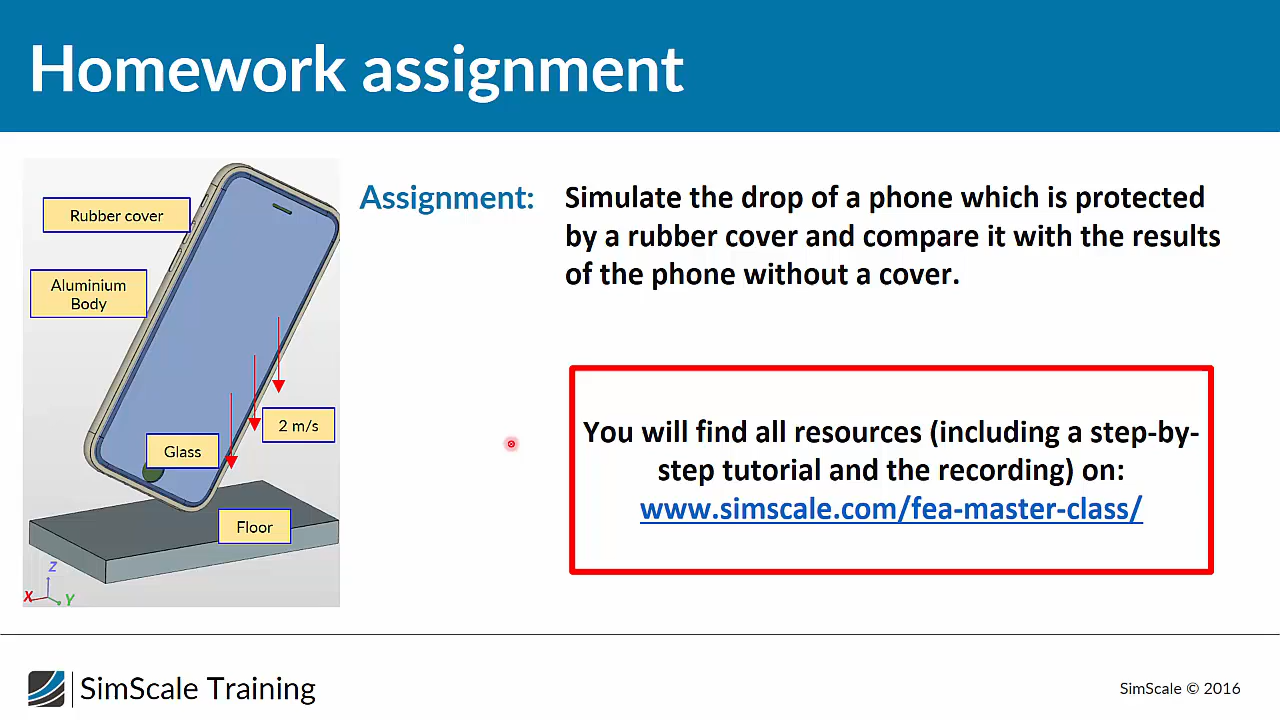 Homework assignment
Rubber cover
Aluminium
Body
Glass
2 m/s
Floor
Z
X
Y
Assignment:
Simulate the drop of a phone which is protected
by a rubber cover and compare it with the results
of the phone without a cover.
You will find all resources (including a step-by-
step tutorial and the recording) on:
www.simscale.com/fea-master-class/
SimScale Training
SimScale © 2016